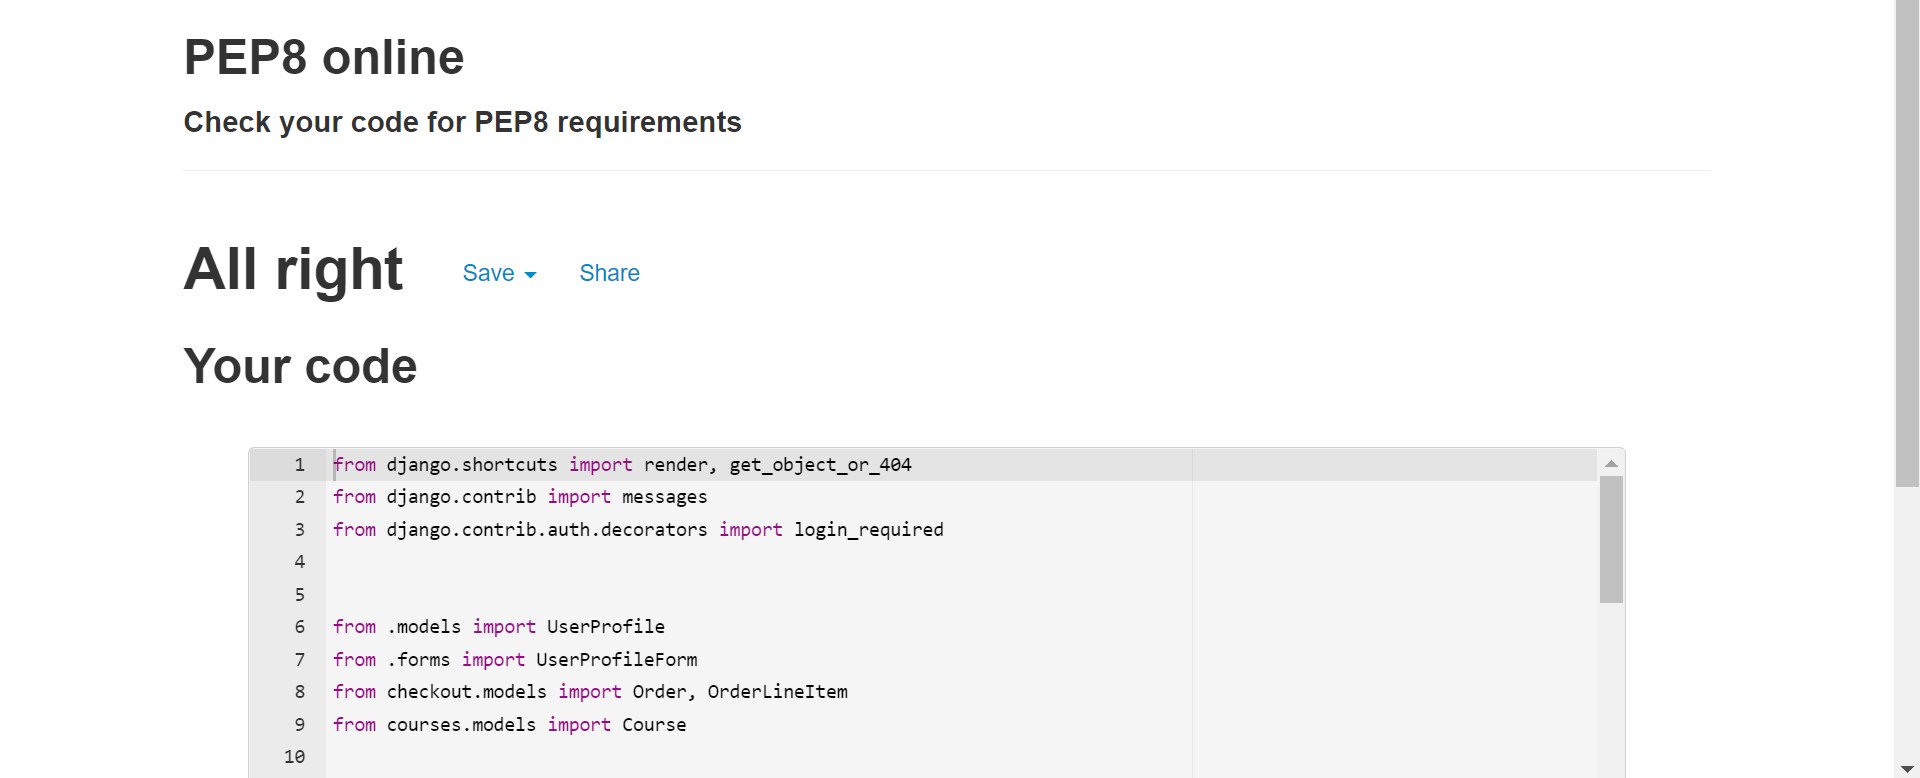 PEP8 online
Check your code for PEP8 requirements
All right Save Share
Your code
1 from django.shortcuts import render, get_object_or_404
2 from django.contrib import messages
3 from django.contrib.auth.decorators import login_required
4
5
6 from .models import UserProfile
7 from .forms import UserProfileForm
8 from checkout.models import Order, OrderLineItem
9 from courses.models import Course
10